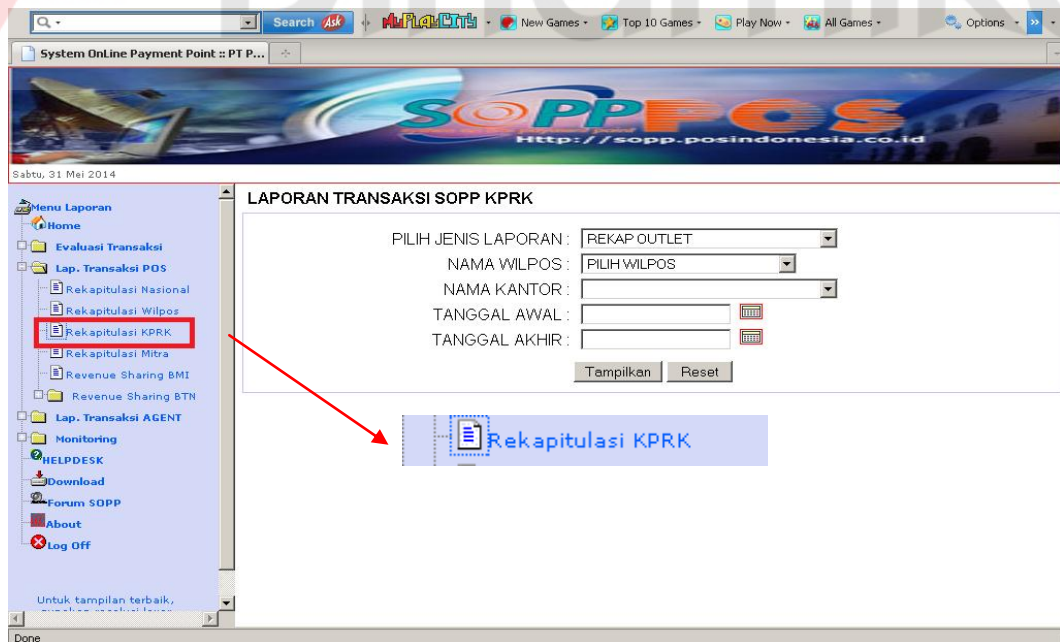 Search Ask MyPlayCity New Games Top 10 Games Play Now All Games Options
System OnLine Payment Point :: PT P...
SOPPPOS
Http://sopp.posindonesia.co.id
Sabtu, 31 Mei 2014
Menu Laporan
Home
Evaluasi Transaksi
Lap. Transaksi POS
Rekapitulasi Nasional
Rekapitulasi Wilpos
Rekapitulasi KPRK
Rekapitulasi Mitra
Revenue Sharing BMI
Revenue Sharing BTN
Lap. Transaksi AGENT
Monitoring
HELPDESK
Download
Forum SOPP
About
Log Off
Untuk tampilan terbaik,
LAPORAN TRANSAKSI SOPP KPRK
PILIH JENIS LAPORAN : REKAP OUTLET
NAMA WILPOS : PILIH WILPOS
NAMA KANTOR :
TANGGAL AWAL :
TANGGAL AKHIR :
Tampilkan Reset
Rekapitulasi KPRK
Done